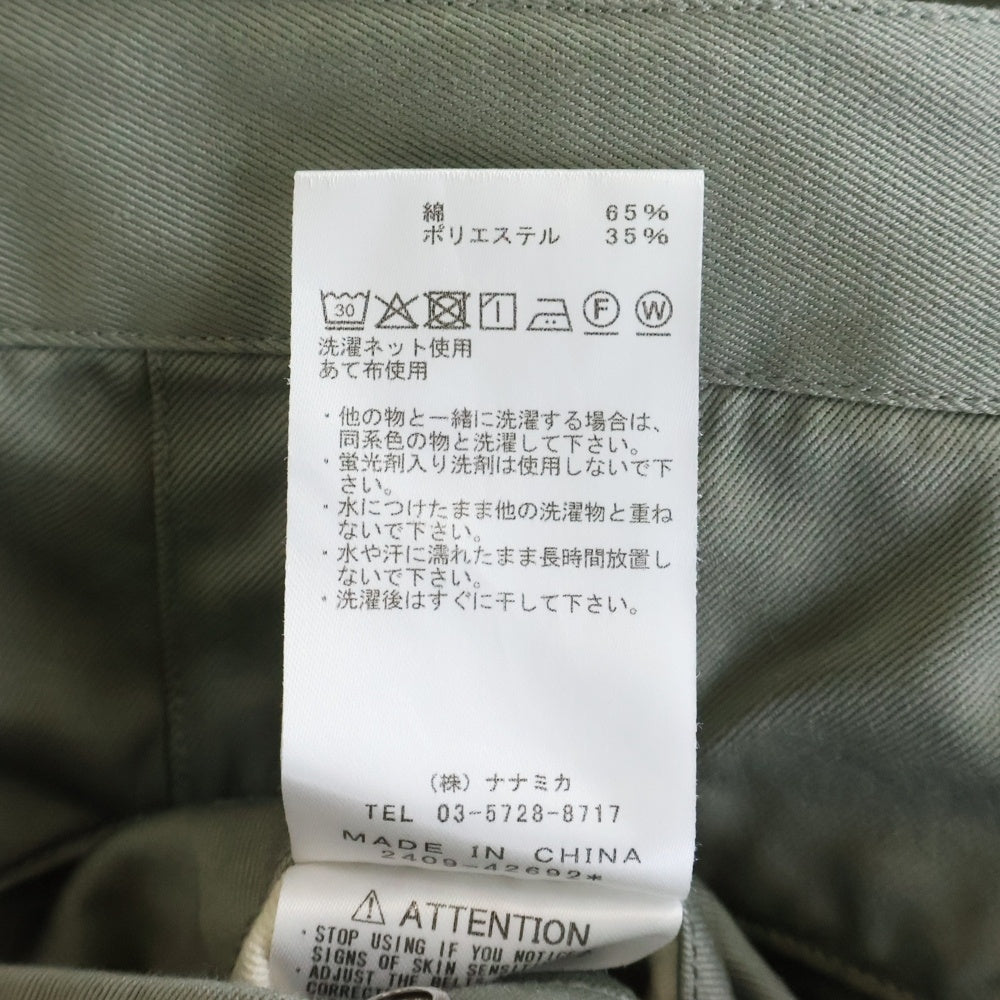 綿 65%
ポリエステル 35%
30 F W
洗濯ネット使用
あて布使用
・他の物と一緒に洗濯する場合は、
同系色の物と洗濯して下さい。
・蛍光剤入り洗剤は使用しないで下
さい。
・水につけたまま他の洗濯物と重ね
ないで下さい。
・水や汗に濡れたまま長時間放置し
ないで下さい。
・洗濯後はすぐに干して下さい。
(株) ナナミカ
TEL 03-5728-8717
MADE IN CHINA
2409-42692*
ATTENTION
・STOP USING IF YOU NOTICE
SIGNS OF SKIN
・ADJUST THE